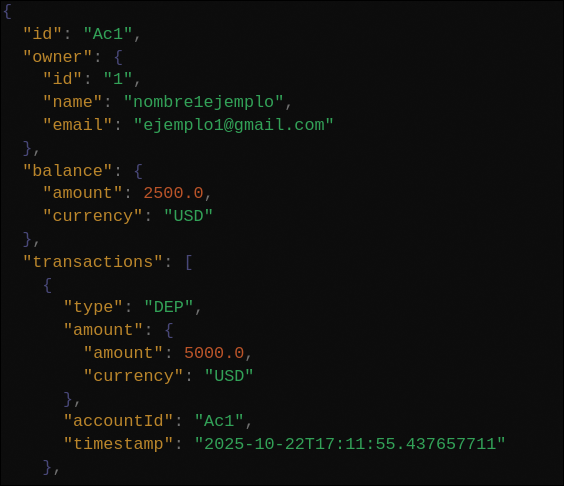 {
  "id": "Ac1",
  "owner": {
    "id": "1",
    "name": "nombre1ejemplo",
    "email": "ejemplo1@gmail.com"
  },
  "balance": {
    "amount": 2500.0,
    "currency": "USD"
  },
  "transactions": [
    {
      "type": "DEP",
      "amount": {
        "amount": 5000.0,
        "currency": "USD"
      },
      "accountId": "Ac1",
      "timestamp": "2025-10-22T17:11:55.437657711"
    },